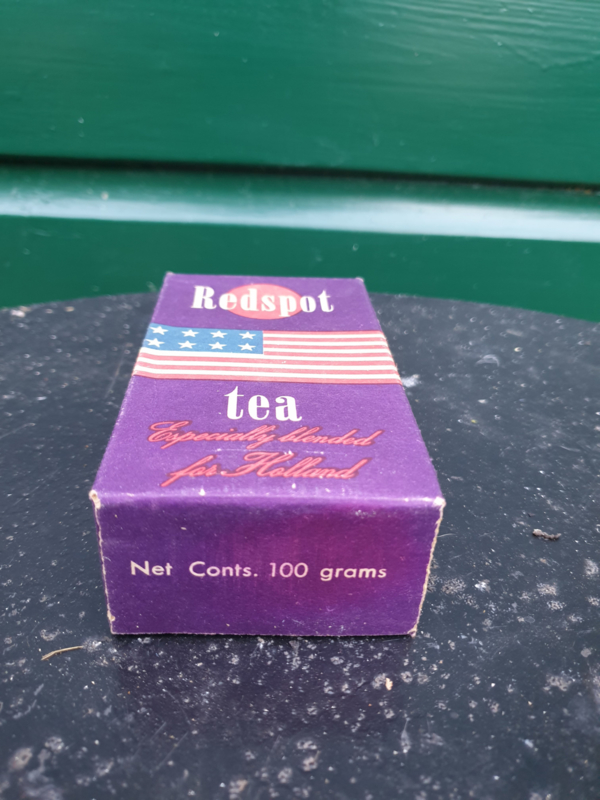 Redspot
tea
Especially blended
for Holland
Net Conts. 100 grams